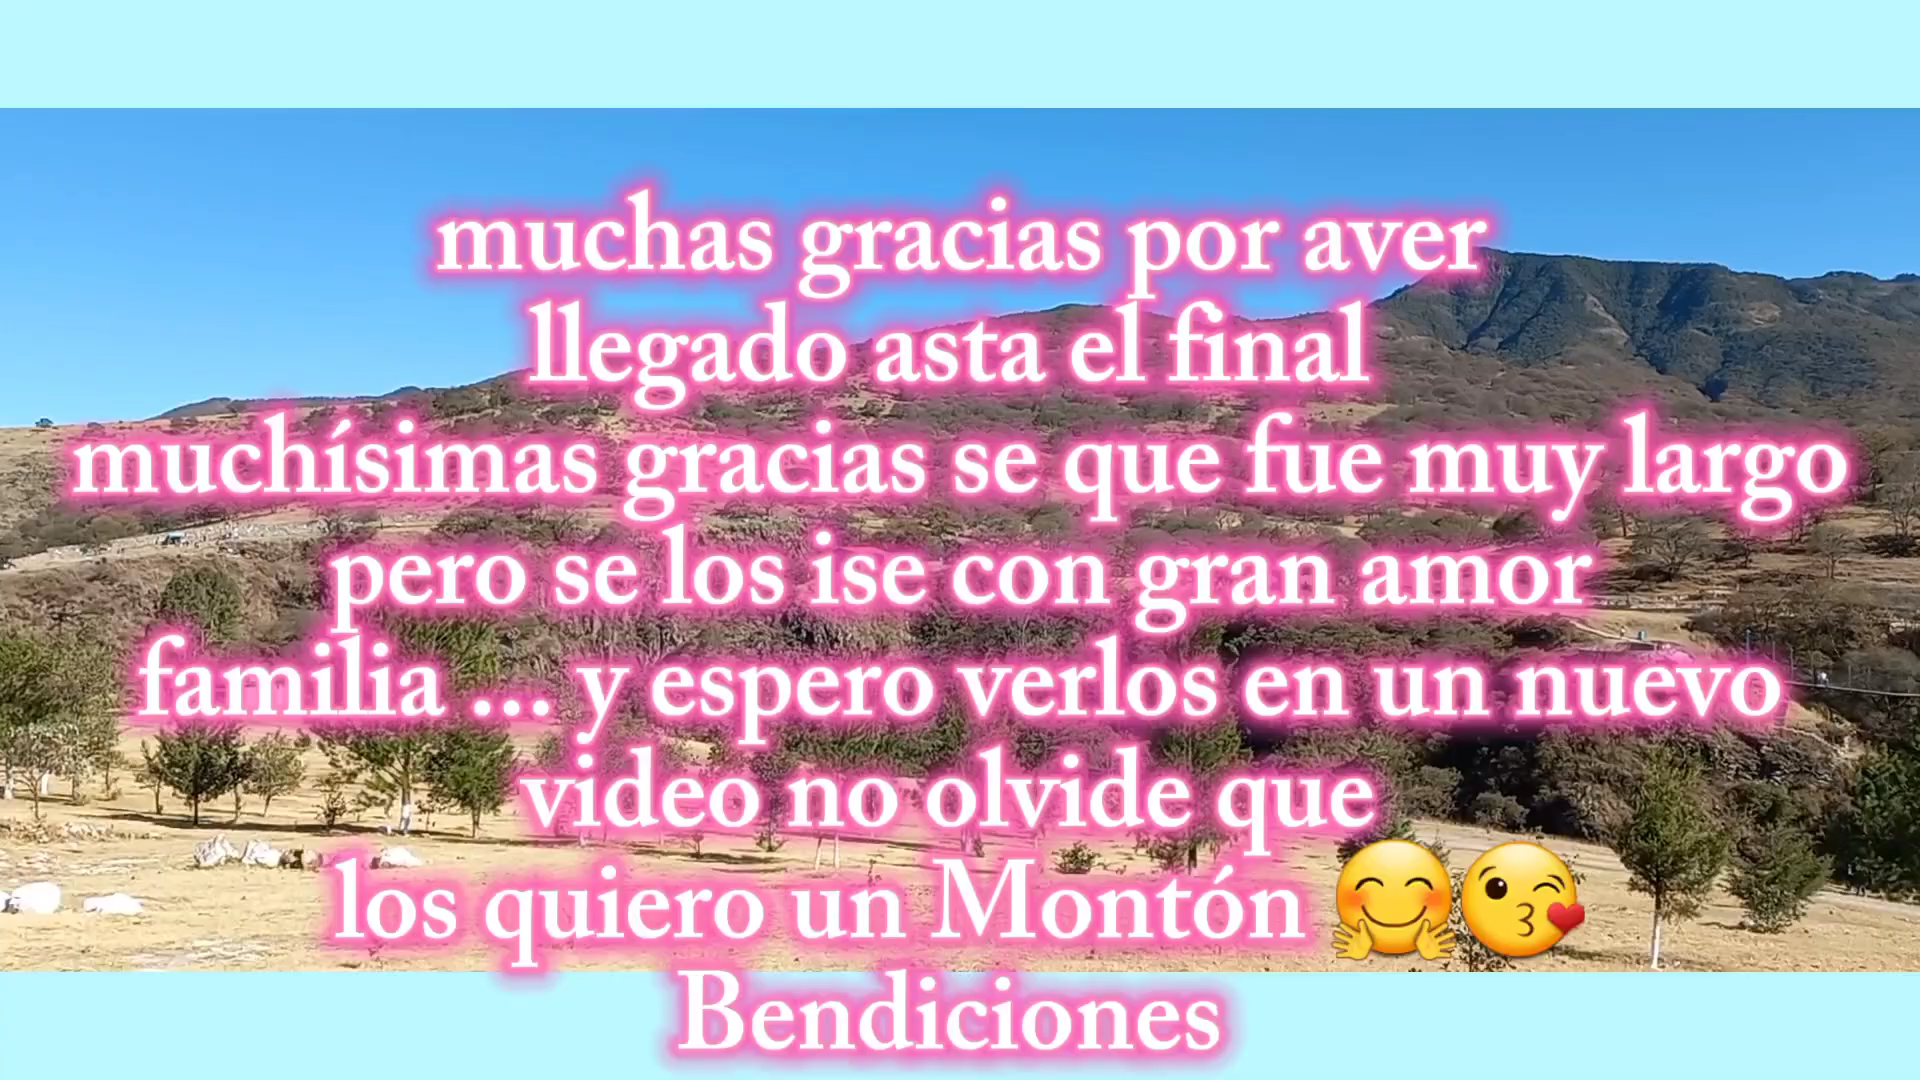 muchas gracias por aver
llegado asta el final
muchísimas gracias se que fue muy largo
pero se los ise con gran amor
familia ... y espero verlos en un nuevo
video no olvide que
los quiero un Montón 🤗😘
Bendiciones